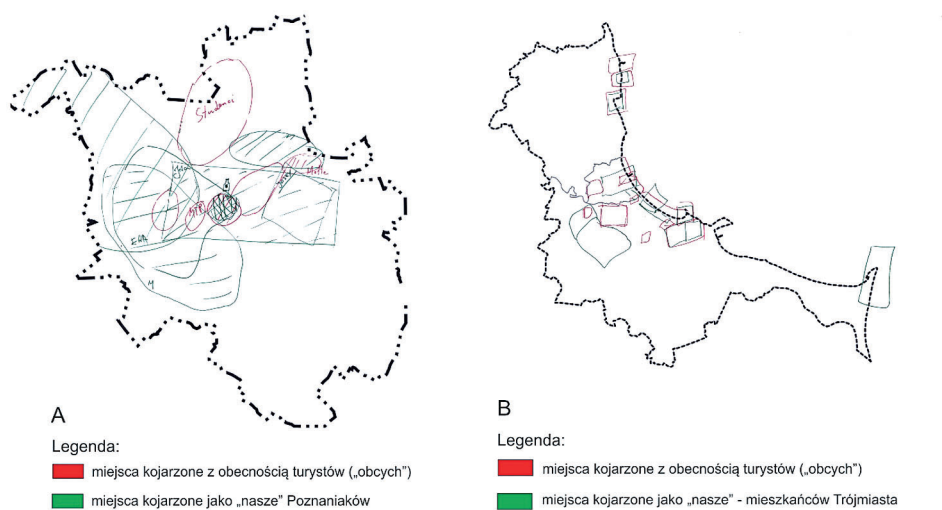 Studenci
MTP
M
A
Legenda:
miejsca kojarzone z obecnością turystów („obcych”)
miejsca kojarzone jako „nasze” Poznaniaków
B
Legenda:
miejsca kojarzone z obecnością turystów („obcych”)
miejsca kojarzone jako „nasze” - mieszkańców Trójmiasta